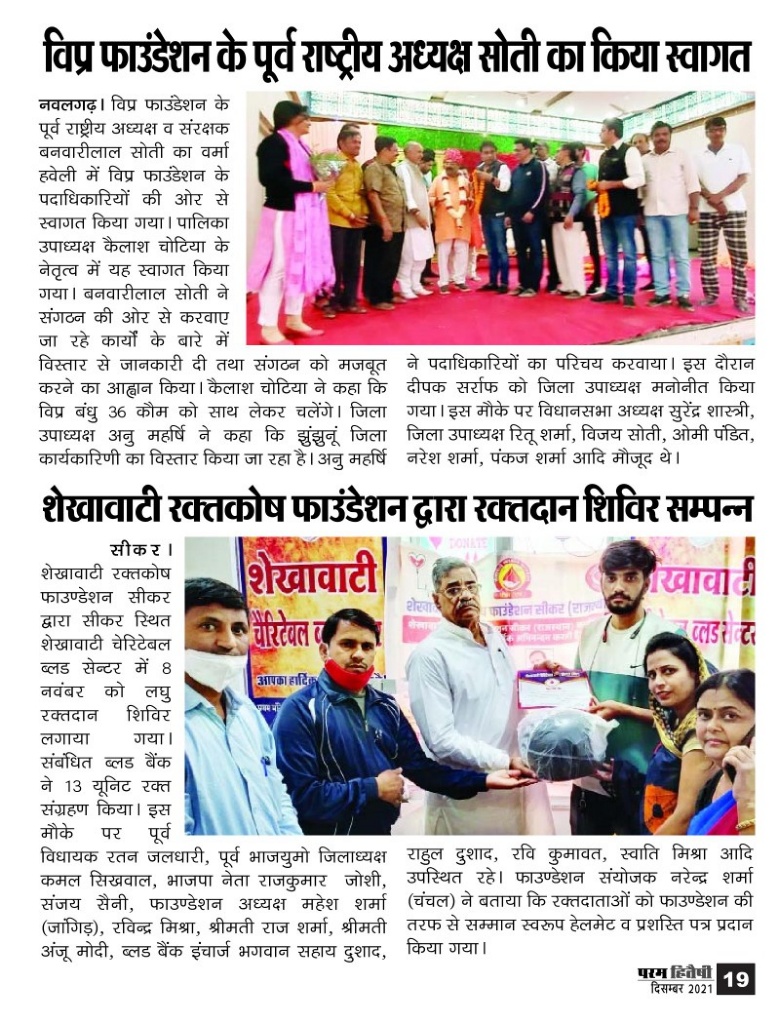 विप्र फाउंडेशन के पूर्व राष्ट्रीय अध्यक्ष सोती का किया स्वागत
नवलगढ़। विप्र फाउंडेशन के
पूर्व राष्ट्रीय अध्यक्ष व संरक्षक
बनवारीलाल सोती का वर्मा
हवेली में विप्र फाउंडेशन के
पदाधिकारियों की ओर से
स्वागत किया गया। पालिका
उपाध्यक्ष कैलाश चोटिया के
नेतृत्व में यह स्वागत किया
गया। बनवारीलाल सोती ने
संगठन की ओर से करवाए
जा रहे कार्यों के बारे में
विस्तार से जानकारी दी तथा संगठन को मजबूत
करने का आह्वान किया। कैलाश चोटिया ने कहा कि
विप्र बंधु 36 कौम को साथ लेकर चलेंगे। जिला
उपाध्यक्ष अनु महर्षि ने कहा कि झुंझुनूं जिला
कार्यकारिणी का विस्तार किया जा रहा है। अनु महर्षि
ने पदाधिकारियों का परिचय करवाया। इस दौरान
दीपक सर्राफ को जिला उपाध्यक्ष मनोनीत किया
गया। इस मौके पर विधानसभा अध्यक्ष सुरेंद्र शास्त्री,
जिला उपाध्यक्ष रितू शर्मा, विजय सोती, ओमी पंडित,
नरेश शर्मा, पंकज शर्मा आदि मौजूद थे।
शेखावाटी रक्तकोष फाउंडेशन द्वारा रक्तदान शिविर सम्पन्न
सीकर।
शेखावाटी रक्तकोष
फाउण्डेशन सीकर
द्वारा सीकर स्थित
शेखावाटी चेरिटेबल
ब्लड सेन्टर में 8
नवंबर को लघु
रक्तदान शिविर
लगाया गया।
संबंधित ब्लड बैंक
ने 13 यूनिट रक्त
संग्रहण किया। इस
मौके पर पूर्व
विधायक रतन जलधारी, पूर्व भाजयुमो जिलाध्यक्ष
कमल सिखवाल, भाजपा नेता राजकुमार जोशी,
संजय सैनी, फाउण्डेशन अध्यक्ष महेश शर्मा
(जांगिड़), रविन्द्र मिश्रा, श्रीमती राज शर्मा, श्रीमती
अंजू मोदी, ब्लड बैंक इंचार्ज भगवान सहाय दुशाद,
राहुल दुशाद, रवि कुमावत, स्वाति मिश्रा आदि
उपस्थित रहे। फाउण्डेशन संयोजक नरेन्द्र शर्मा
(चंचल) ने बताया कि रक्तदाताओं को फाउण्डेशन की
तरफ से सम्मान स्वरूप हेलमेट व प्रशस्ति पत्र प्रदान
किया गया।
शेखावाटी
चैरिटेबल ब्लड
आपका हार्दिक
DONATE
फाउंडेशन सीकर
शेखावाटी
ब्लड सेन्टर
परम हितैषी
दिसम्बर 2021 19